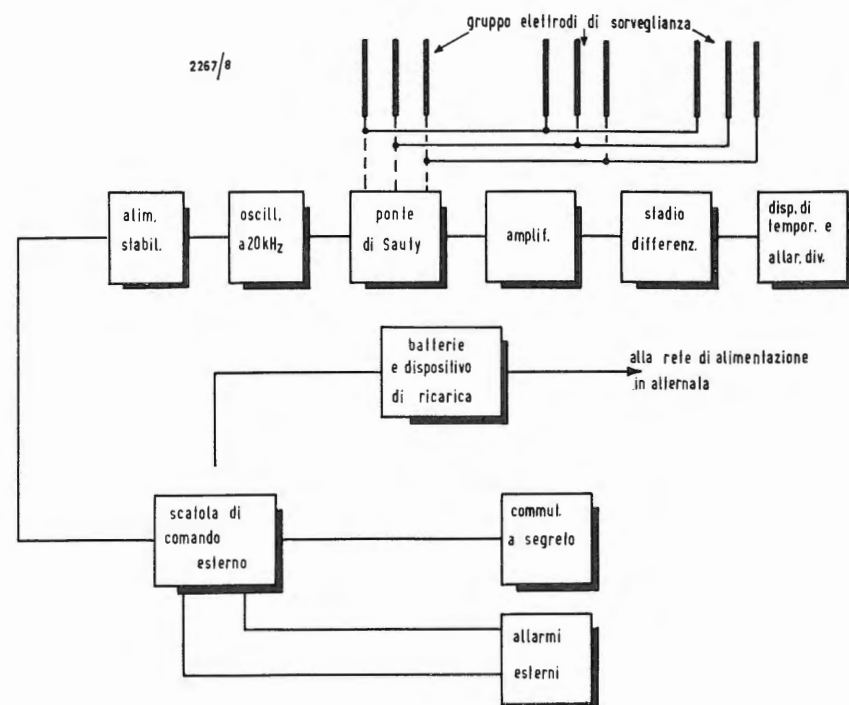 gruppo elettrodi di sorveglianza
2267/8
alim.
stabil.
oscill.
a 20kHz
ponte
di Sauty
amplif.
stadio
differenz.
disp. di
tempor. e
allar. div.
batterie
e dispositivo
di ricarica
alla rete di alimentazione
in alternata
scatola di
comando
esterno
commut.
a segreto
allarmi
esterni